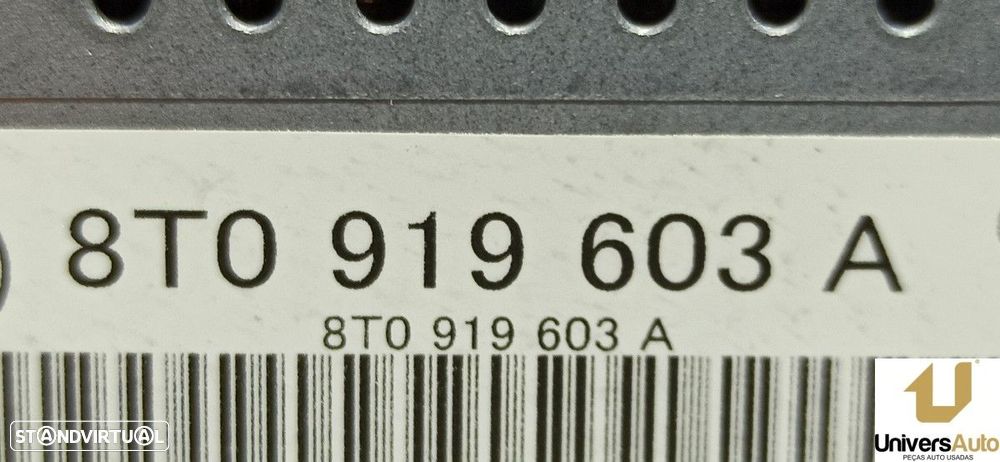 8T0 919 603 A
8T0 919 603 A
STANDVIRTUAL
UniversAuto
PEÇAS AUTO USADAS